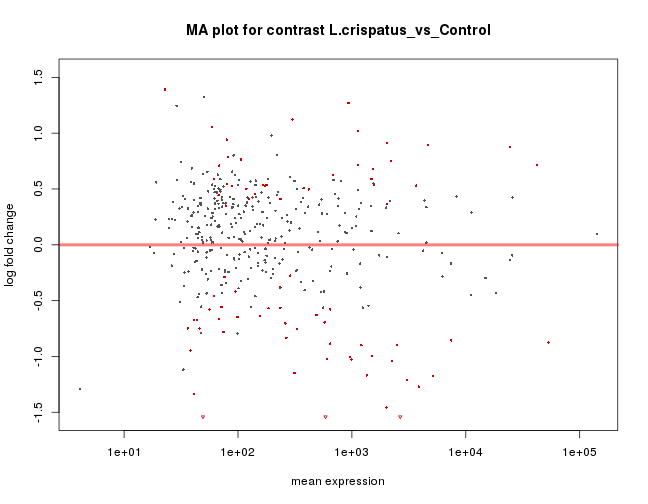 MA plot for contrast L.crispatus_vs_Control
log fold change
1.5
1.0
0.5
0.0
-0.5
-1.0
-1.5
1e+01 1e+02 1e+03 1e+04 1e+05
mean expression